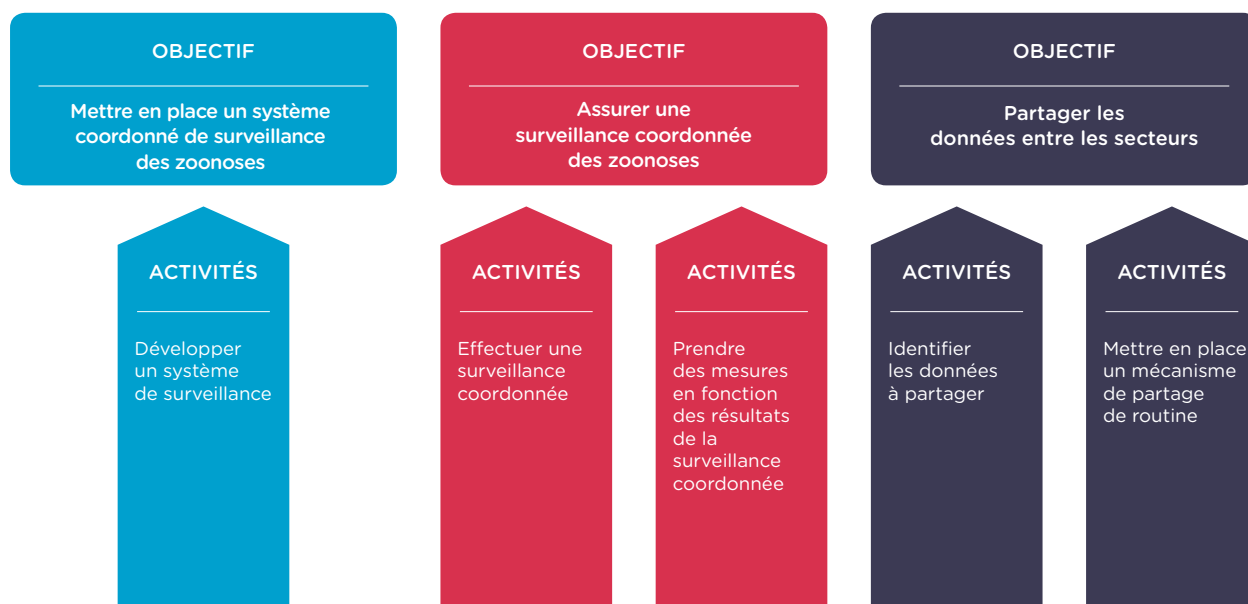 OBJECTIF
Mettre en place un système
coordonné de surveillance
des zoonoses
OBJECTIF
Assurer une
surveillance coordonnée
des zoonoses
OBJECTIF
Partager les
données entre les secteurs
ACTIVITÉS
Développer
un système
de surveillance
ACTIVITÉS
Effectuer une
surveillance
coordonnée
ACTIVITÉS
Prendre
des mesures
en fonction
des résultats
de la
surveillance
coordonnée
ACTIVITÉS
Identifier
les données
à partager
ACTIVITÉS
Mettre en place
un mécanisme
de partage
de routine